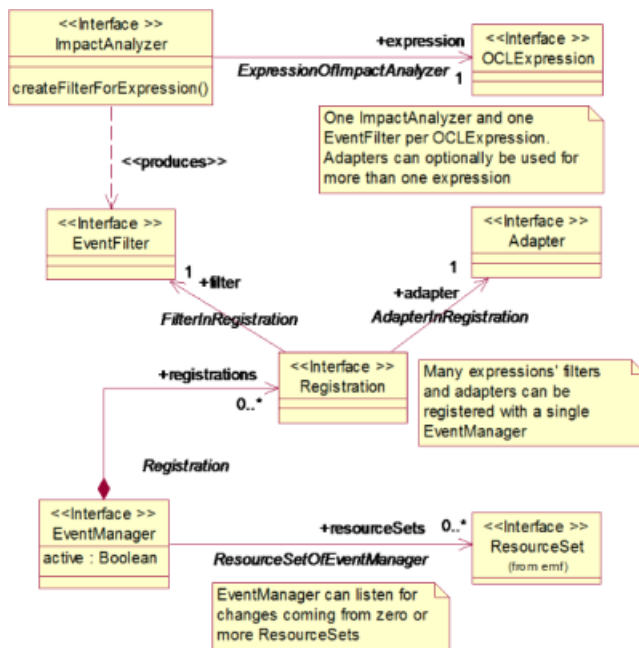 <<Interface >>
ImpactAnalyzer
createFilterForExpression()
+expression
ExpressionOfImpactAnalyzer
1
<<Interface >>
OCLExpression
One ImpactAnalyzer and one
EventFilter per OCLExpression.
Adapters can optionally be used for
more than one expression
<<produces>>
<<Interface >>
EventFilter
<<Interface >>
Adapter
1
+filter
FilterInRegistration
1
+adapter
AdapterInRegistration
<<Interface >>
Registration
+registrations
0..*
Registration
Many expressions' filters
and adapters can be
registered with a single
EventManager
<<Interface >>
EventManager
active : Boolean
+resourceSets
0..*
ResourceSetOfEventManager
<<Interface >>
ResourceSet
(from emf)
EventManager can listen for
changes coming from zero or
more ResourceSets